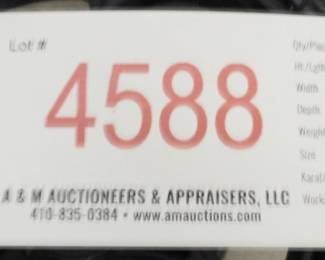 Lot #
4588
Qty/Pie
Ht./Lgth
Width
Depth
Weigh
Size
Karat
Work
A & M AUCTIONEERS & APPRAISERS, LLC
410-835-0384 • www.amauctions.com